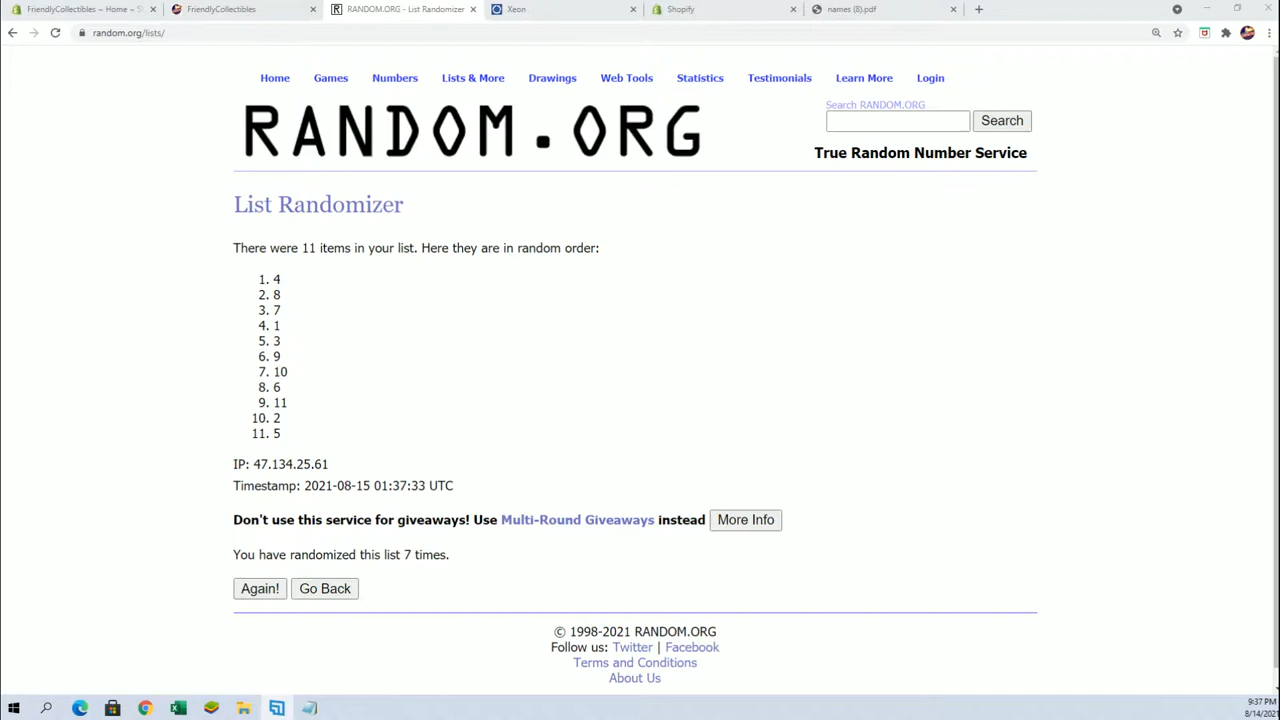 FriendlyCollectibles ~ Home ~ S
FriendlyCollectibles
RANDOM.ORG - List Randomizer
Xeon
Shopify
names (8).pdf
random.org/lists/
Home Games Numbers Lists & More Drawings Web Tools Statistics Testimonials Learn More Login
RANDOM.ORG
Search RANDOM.ORG
Search
True Random Number Service
List Randomizer
There were 11 items in your list. Here they are in random order:
1. 4
2. 8
3. 7
4. 1
5. 3
6. 9
7. 10
8. 6
9. 11
10. 2
11. 5
IP: 47.134.25.61
Timestamp: 2021-08-15 01:37:33 UTC
Don't use this service for giveaways! Use Multi-Round Giveaways instead More Info
You have randomized this list 7 times.
Again! Go Back
© 1998-2021 RANDOM.ORG
Follow us: Twitter | Facebook
Terms and Conditions
About Us
9:37 PM
8/14/2021